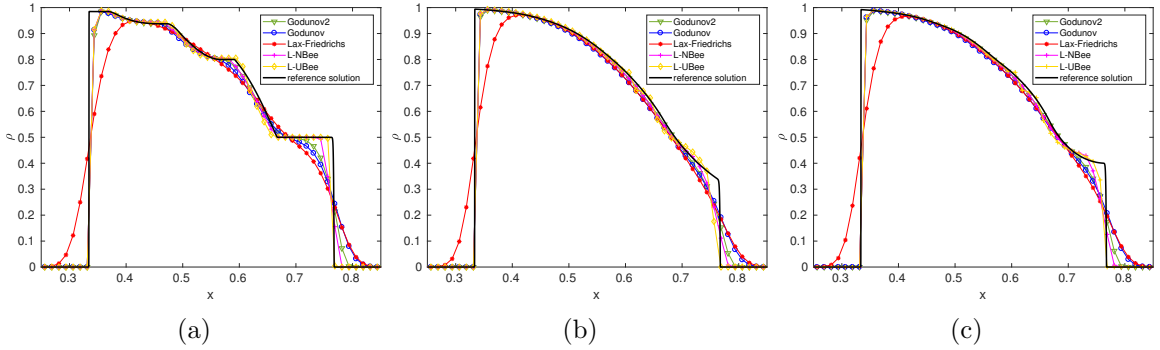 1
0.9
0.8
0.7
0.6
0.5
0.4
0.3
0.2
0.1
0
ρ
0.3 0.4 0.5 0.6 0.7 0.8
x
Godunov2
Godunov
Lax-Friedrichs
L-NBee
L-UBee
reference solution
(a)
1
0.9
0.8
0.7
0.6
0.5
0.4
0.3
0.2
0.1
0
ρ
0.3 0.4 0.5 0.6 0.7 0.8
x
Godunov2
Godunov
Lax-Friedrichs
L-NBee
L-UBee
reference solution
(b)
1
0.9
0.8
0.7
0.6
0.5
0.4
0.3
0.2
0.1
0
ρ
0.3 0.4 0.5 0.6 0.7 0.8
x
Godunov2
Godunov
Lax-Friedrichs
L-NBee
L-UBee
reference solution
(c)